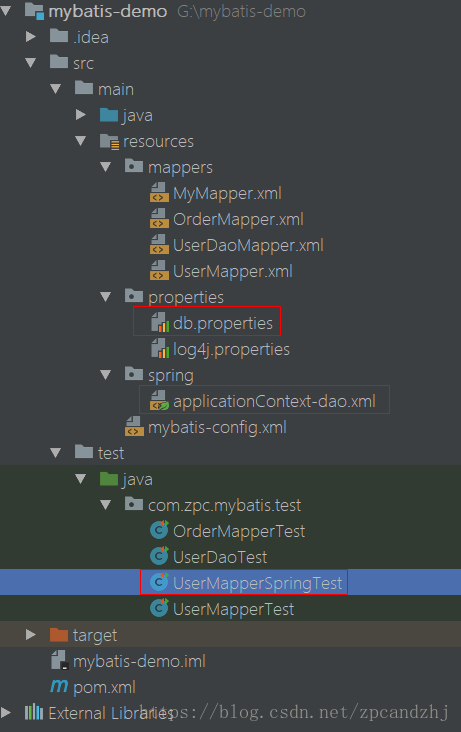 mybatis-demo G:\mybatis-demo
.idea
src
main
java
resources
mappers
MyMapper.xml
OrderMapper.xml
UserDaoMapper.xml
UserMapper.xml
properties
db.properties
log4j.properties
spring
applicationContext-dao.xml
mybatis-config.xml
test
java
com.zpc.mybatis.test
OrderMapperTest
UserDaoTest
UserMapperSpringTest
UserMapperTest
target
mybatis-demo.iml
pom.xml
External Libraries https://blog.csdn.net/zpcandzhj